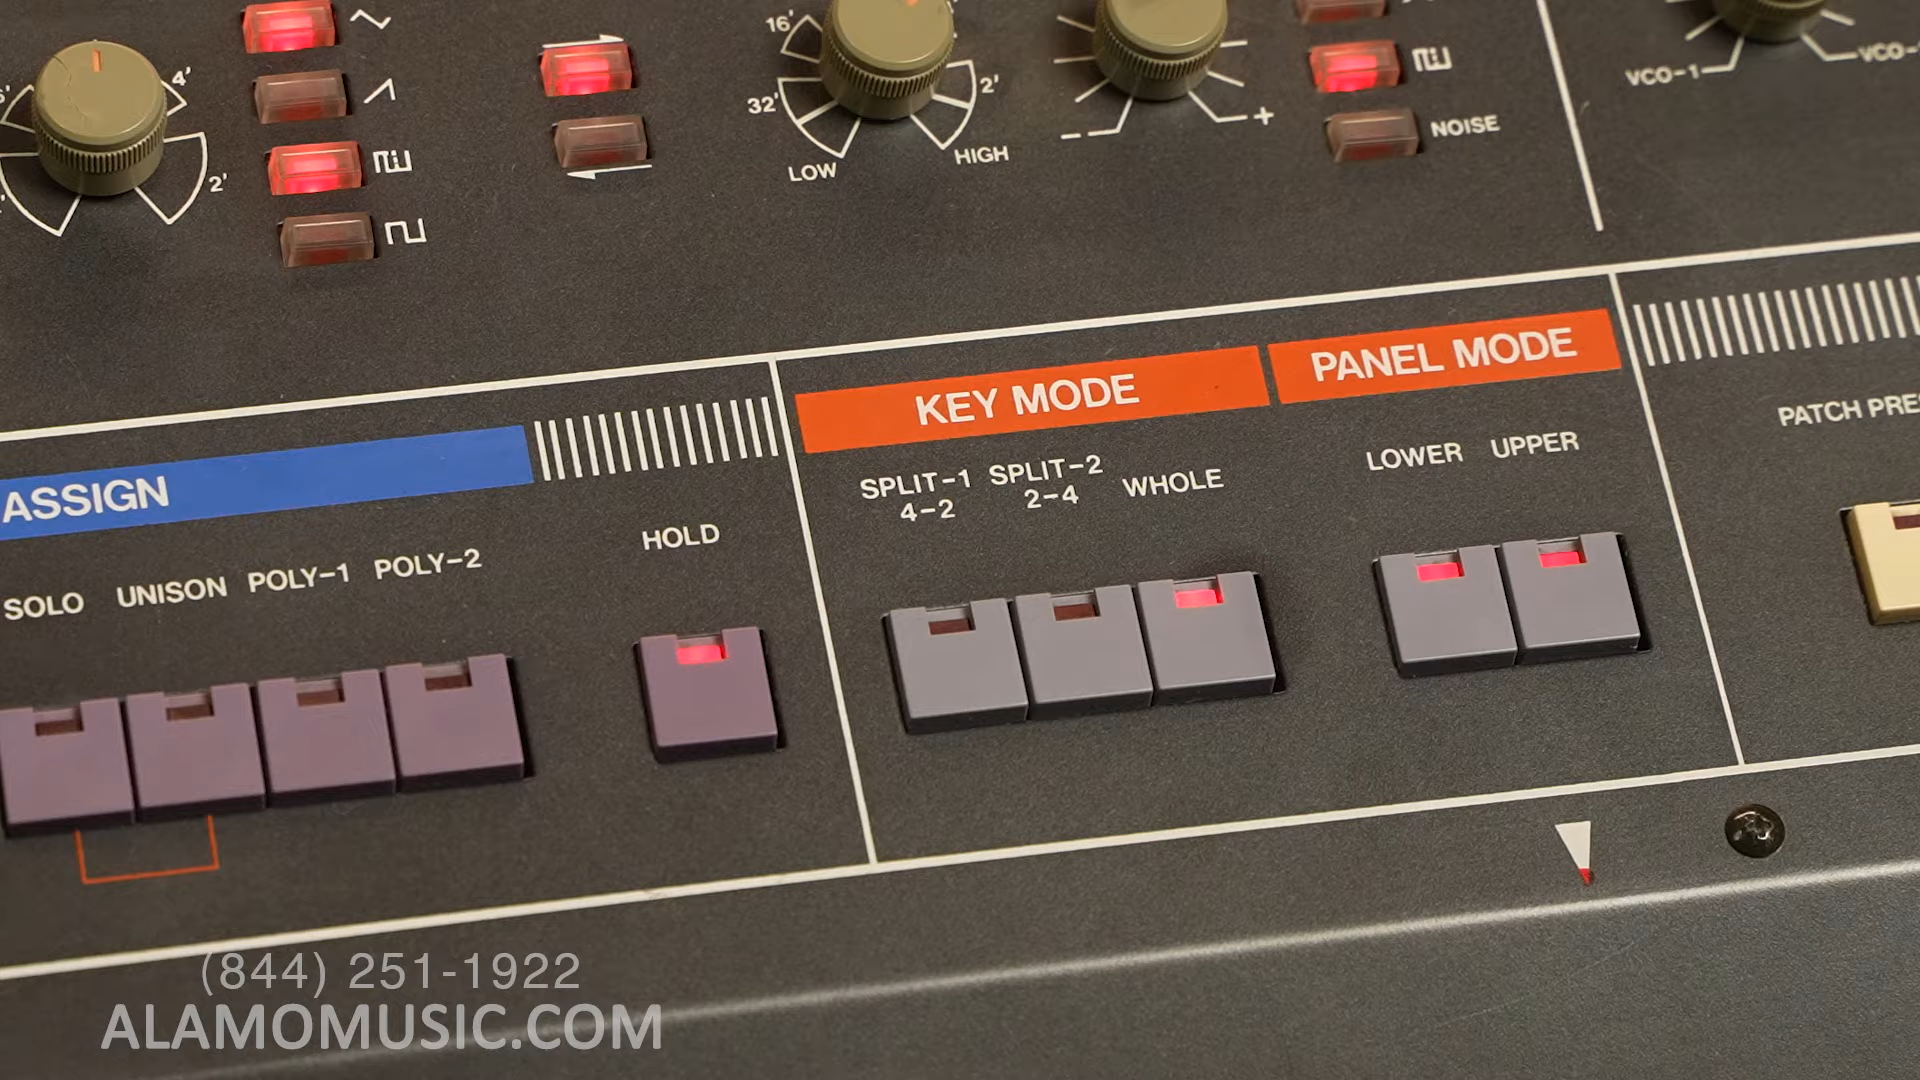 4'
2'
16'
32'
2'
LOW
HIGH
−
+
NOISE
VCO-1
ASSIGN
KEY MODE
PANEL MODE
SOLO
UNISON
POLY-1
POLY-2
HOLD
SPLIT-1
4-2
SPLIT-2
2-4
WHOLE
LOWER
UPPER
PATCH
(844) 251-1922
ALAMOMUSIC.COM